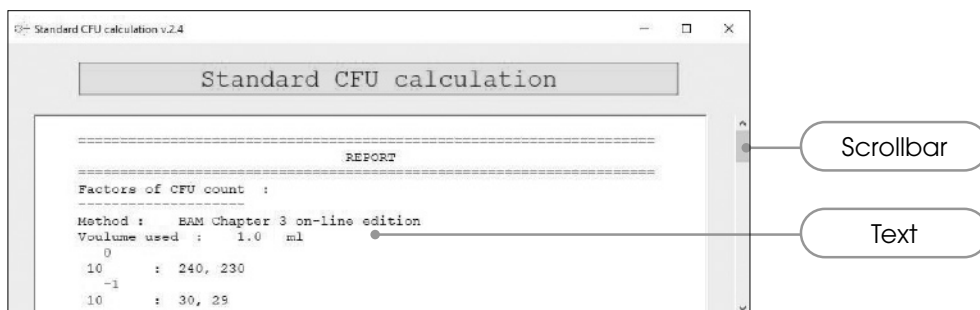 Standard CFU calculation v.2.4
Standard CFU calculation
========================================================================
REPORT
========================================================================
Factors of CFU count :
--------------------
Method : BAM Chapter 3 on-line edition
Voulume used : 1.0 ml
0
10 : 240, 230
-1
10 : 30, 29
Scrollbar
Text